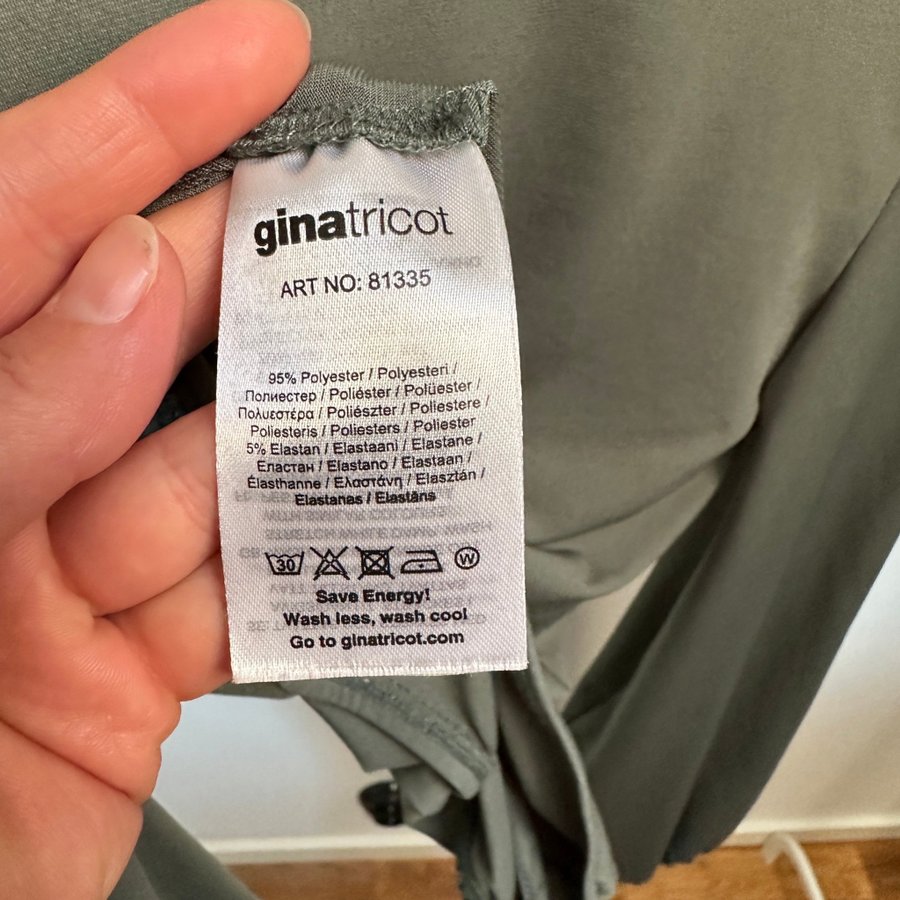 ginatricot
ART NO: 81335
95% Polyester / Polyesteri /
Полиестер / Poliéster / Polüester /
Πολυεστέρα / Poliészter / Poliestere /
Poliesteris / Poliesters / Poliester
5% Elastan / Elastaani / Elastane /
Еластан / Elastano / Elastaan /
Élasthanne / Ελαστάνη / Elasztán /
Elastanas / Elastāns
30 W
Save Energy!
Wash less, wash cool
Go to ginatricot.com